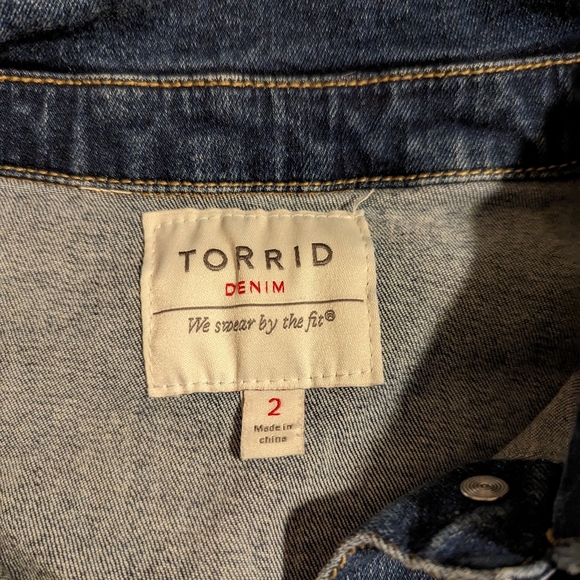 TORRID
DENIM
We swear by the fit®
2
Made in
china